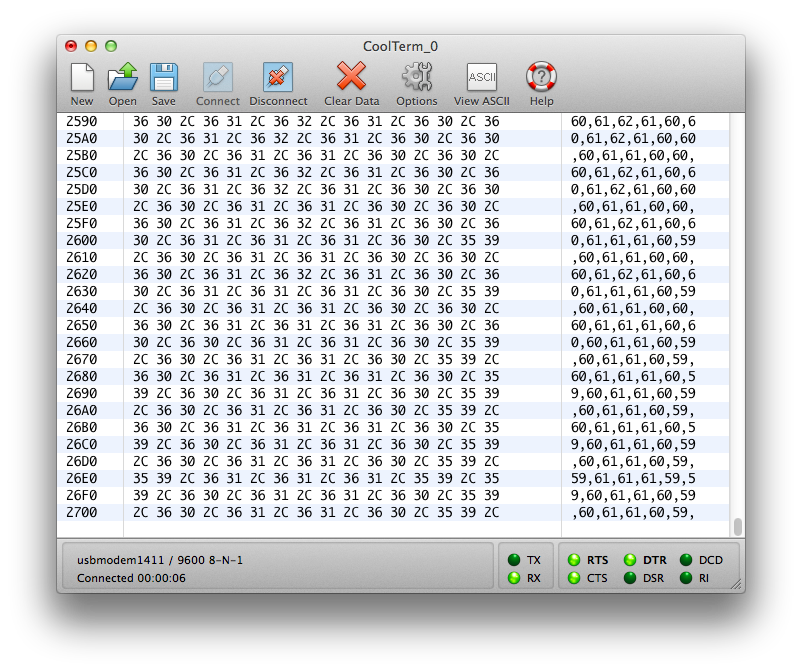 CoolTerm_0
New Open Save Connect Disconnect Clear Data Options ASCII View ASCII ? Help
2590 36 30 2C 36 31 2C 36 32 2C 36 31 2C 36 30 2C 36 60,61,62,61,60,6
25A0 30 2C 36 31 2C 36 32 2C 36 31 2C 36 30 2C 36 30 0,61,62,61,60,60
25B0 2C 36 30 2C 36 31 2C 36 31 2C 36 30 2C 36 30 2C ,60,61,61,60,60,
25C0 36 30 2C 36 31 2C 36 32 2C 36 31 2C 36 30 2C 36 60,61,62,61,60,6
25D0 30 2C 36 31 2C 36 32 2C 36 31 2C 36 30 2C 36 30 0,61,62,61,60,60
25E0 2C 36 30 2C 36 31 2C 36 31 2C 36 30 2C 36 30 2C ,60,61,61,60,60,
25F0 36 30 2C 36 31 2C 36 32 2C 36 31 2C 36 30 2C 36 60,61,62,61,60,6
2600 30 2C 36 31 2C 36 31 2C 36 31 2C 36 30 2C 35 39 0,61,61,61,60,59
2610 2C 36 30 2C 36 31 2C 36 31 2C 36 30 2C 36 30 2C ,60,61,61,60,60,
2620 36 30 2C 36 31 2C 36 32 2C 36 31 2C 36 30 2C 36 60,61,62,61,60,6
2630 30 2C 36 31 2C 36 31 2C 36 31 2C 36 30 2C 35 39 0,61,61,61,60,59
2640 2C 36 30 2C 36 31 2C 36 31 2C 36 30 2C 36 30 2C ,60,61,61,60,60,
2650 36 30 2C 36 31 2C 36 31 2C 36 31 2C 36 30 2C 36 60,61,61,61,60,6
2660 30 2C 36 30 2C 36 31 2C 36 31 2C 36 30 2C 35 39 0,60,61,61,60,59
2670 2C 36 30 2C 36 31 2C 36 31 2C 36 30 2C 35 39 2C ,60,61,61,60,59,
2680 36 30 2C 36 31 2C 36 31 2C 36 31 2C 36 30 2C 35 60,61,61,61,60,5
2690 39 2C 36 30 2C 36 31 2C 36 31 2C 36 30 2C 35 39 9,60,61,61,60,59
26A0 2C 36 30 2C 36 31 2C 36 31 2C 36 30 2C 35 39 2C ,60,61,61,60,59,
26B0 36 30 2C 36 31 2C 36 31 2C 36 31 2C 36 30 2C 35 60,61,61,61,60,5
26C0 39 2C 36 30 2C 36 31 2C 36 31 2C 36 30 2C 35 39 9,60,61,61,60,59
26D0 2C 36 30 2C 36 31 2C 36 31 2C 36 30 2C 35 39 2C ,60,61,61,60,59,
26E0 35 39 2C 36 31 2C 36 31 2C 36 31 2C 35 39 2C 35 59,61,61,61,59,5
26F0 39 2C 36 30 2C 36 31 2C 36 31 2C 36 30 2C 35 39 9,60,61,61,60,59
2700 2C 36 30 2C 36 31 2C 36 31 2C 36 30 2C 35 39 2C ,60,61,61,60,59,
usbmodem1411 / 9600 8-N-1 TX RTS DTR DCD
Connected 00:00:06 RX CTS DSR RI